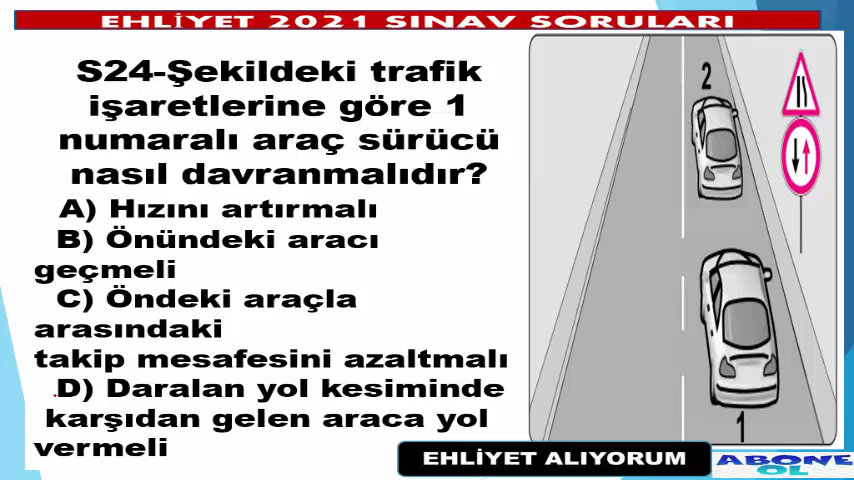 EHLİYET 2021 SINAV SORULARI
S24-Şekildeki trafik
işaretlerine göre 1
numaralı araç sürücü
nasıl davranmalıdır?
A) Hızını artırmalı
B) Önündeki aracı
geçmeli
C) Öndeki araçla
arasındaki
takip mesafesini azaltmalı
D) Daralan yol kesiminde
karşıdan gelen araca yol
vermeli
2
1
EHLİYET ALIYORUM
ABONE
OL